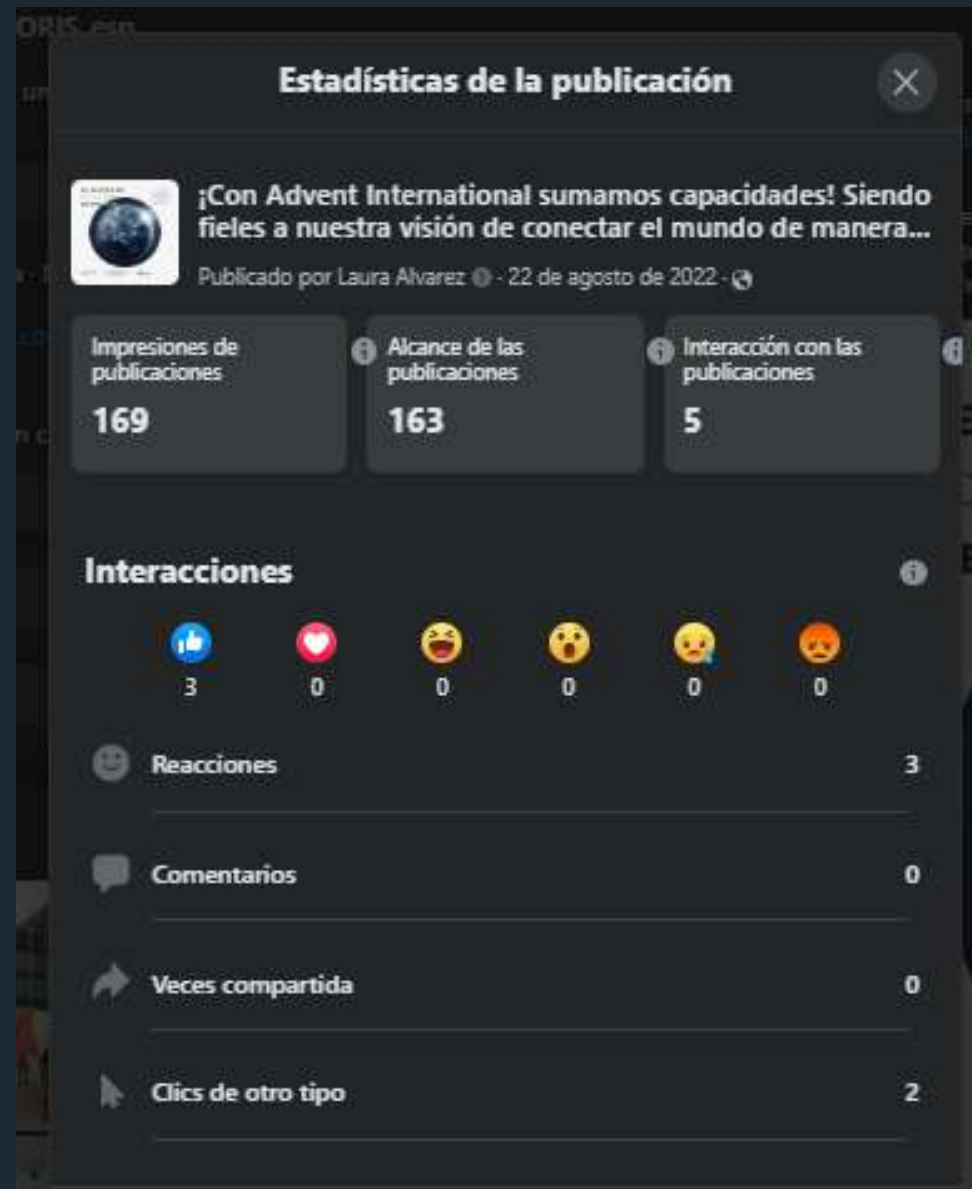 ORIS_esp
Estadísticas de la publicación
¡Con Advent International sumamos capacidades! Siendo
fieles a nuestra visión de conectar el mundo de manera...
Publicado por Laura Alvarez · 22 de agosto de 2022 ·
Impresiones de
publicaciones
169
Alcance de las
publicaciones
163
Interacción con las
publicaciones
5
Interacciones
3 0 0 0 0 0
Reacciones 3
Comentarios 0
Veces compartida 0
Clics de otro tipo 2